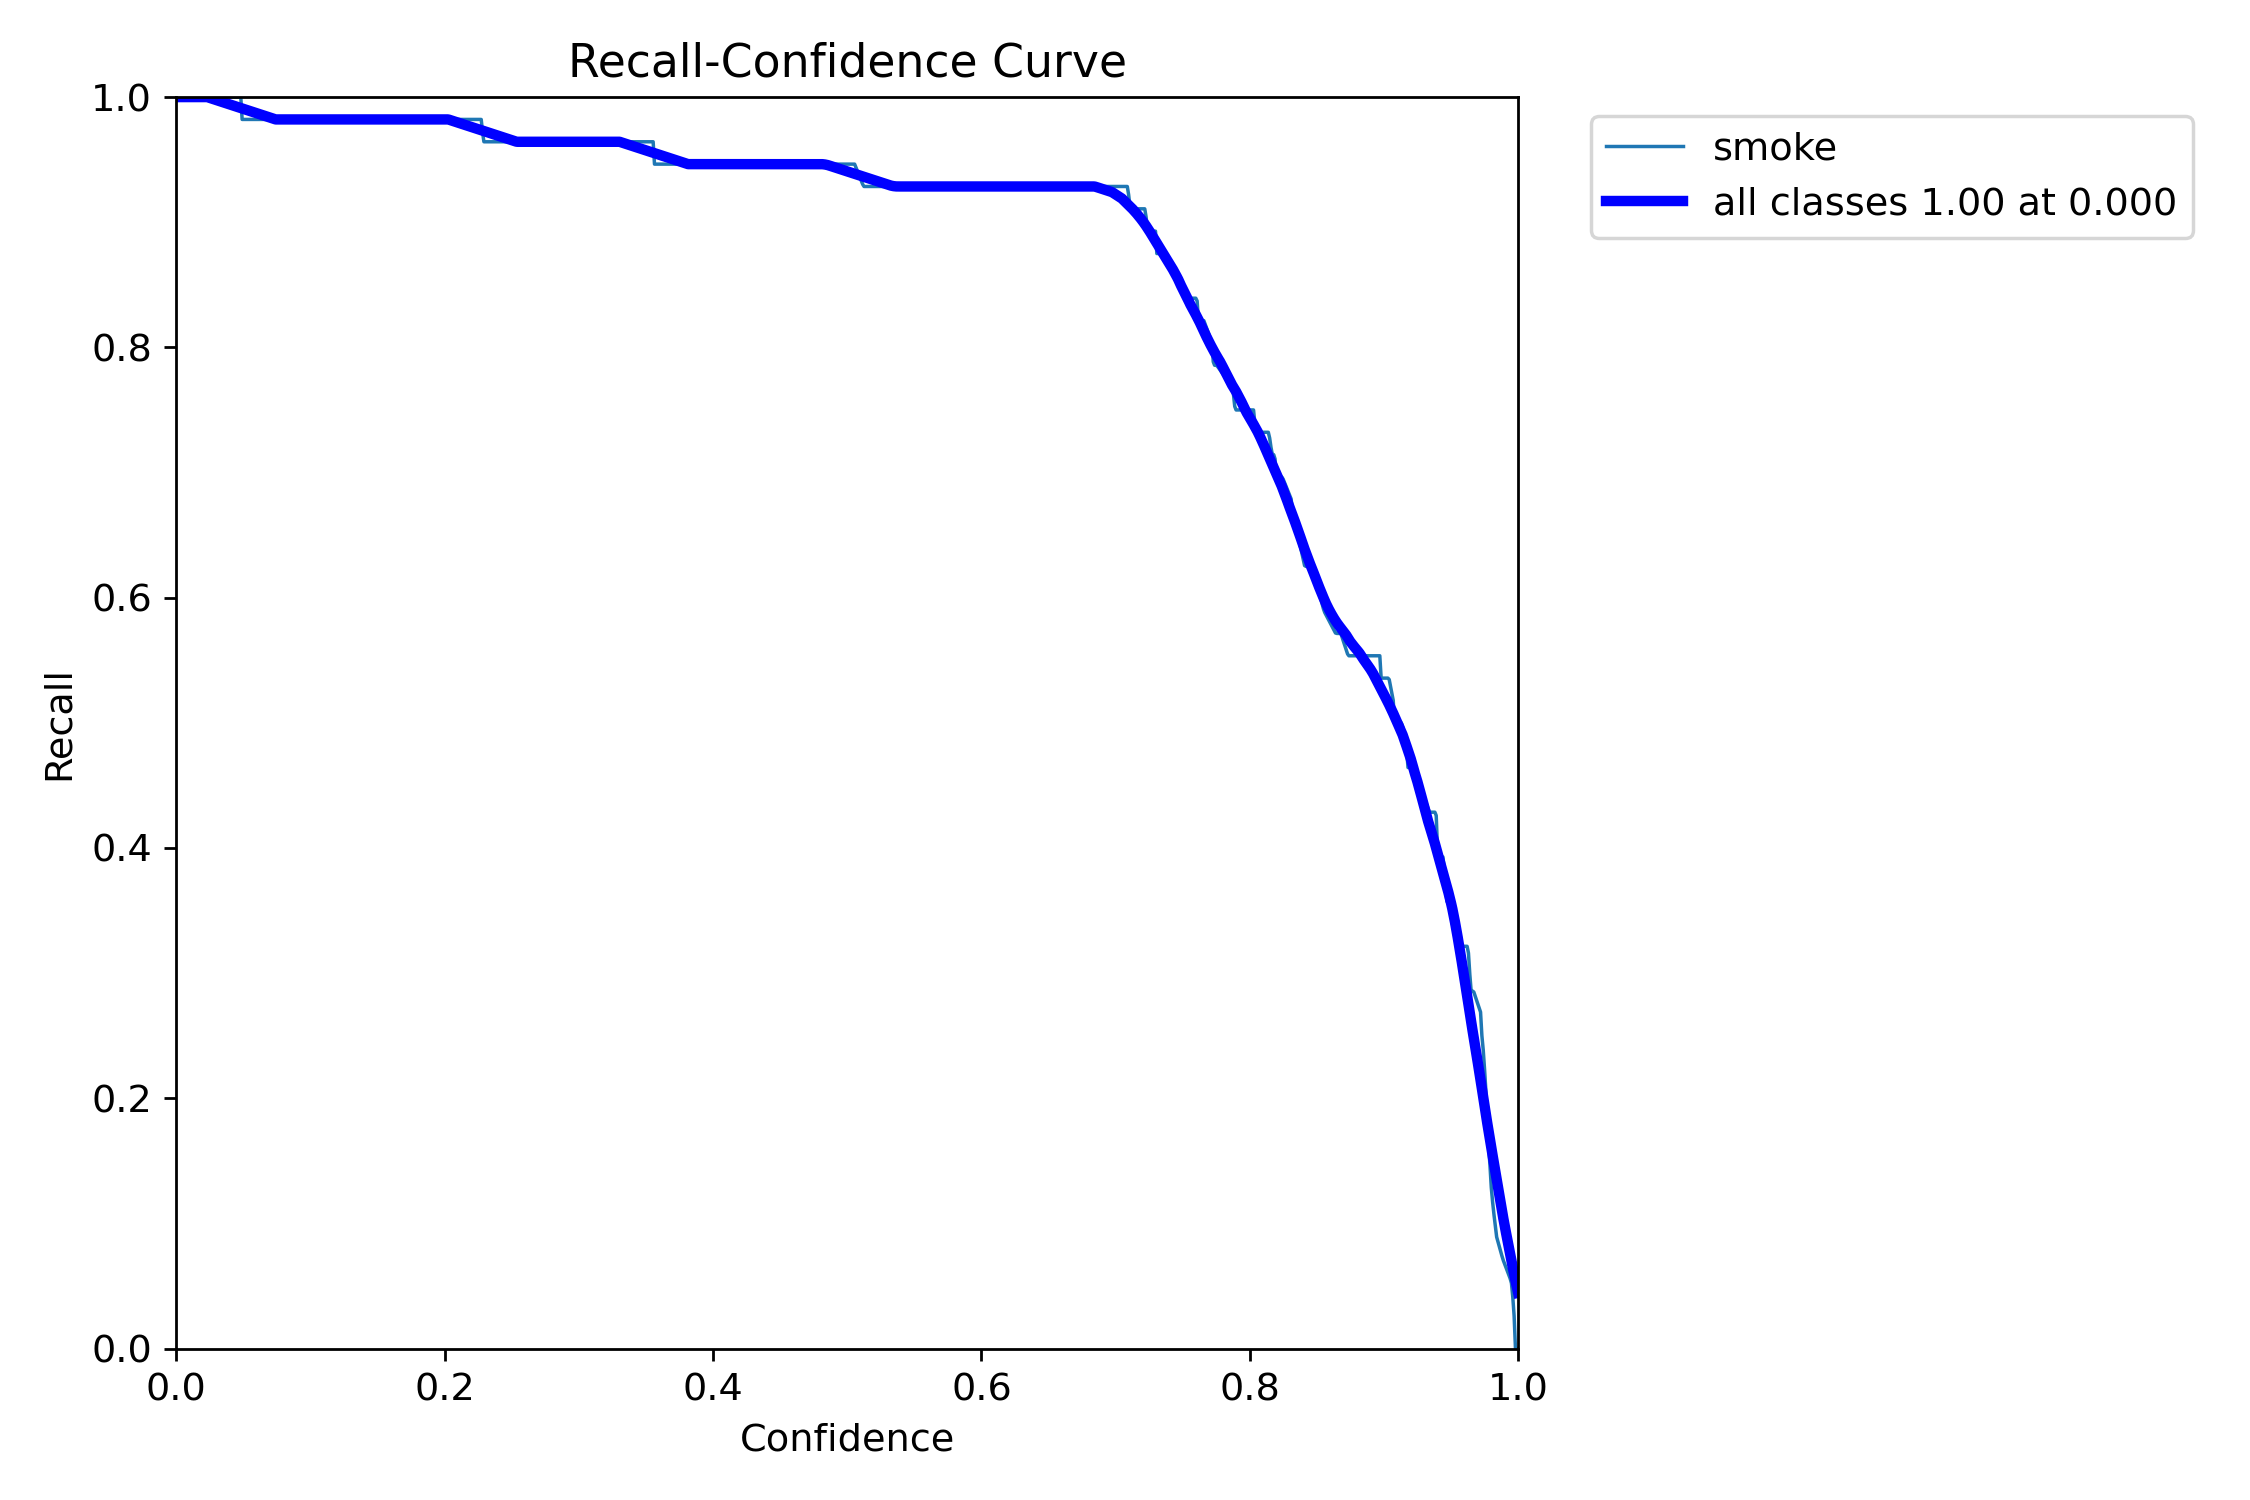 Recall-Confidence Curve
1.0
0.8
0.6
0.4
0.2
0.0
Recall
0.0 0.2 0.4 0.6 0.8 1.0
Confidence
smoke
all classes 1.00 at 0.000